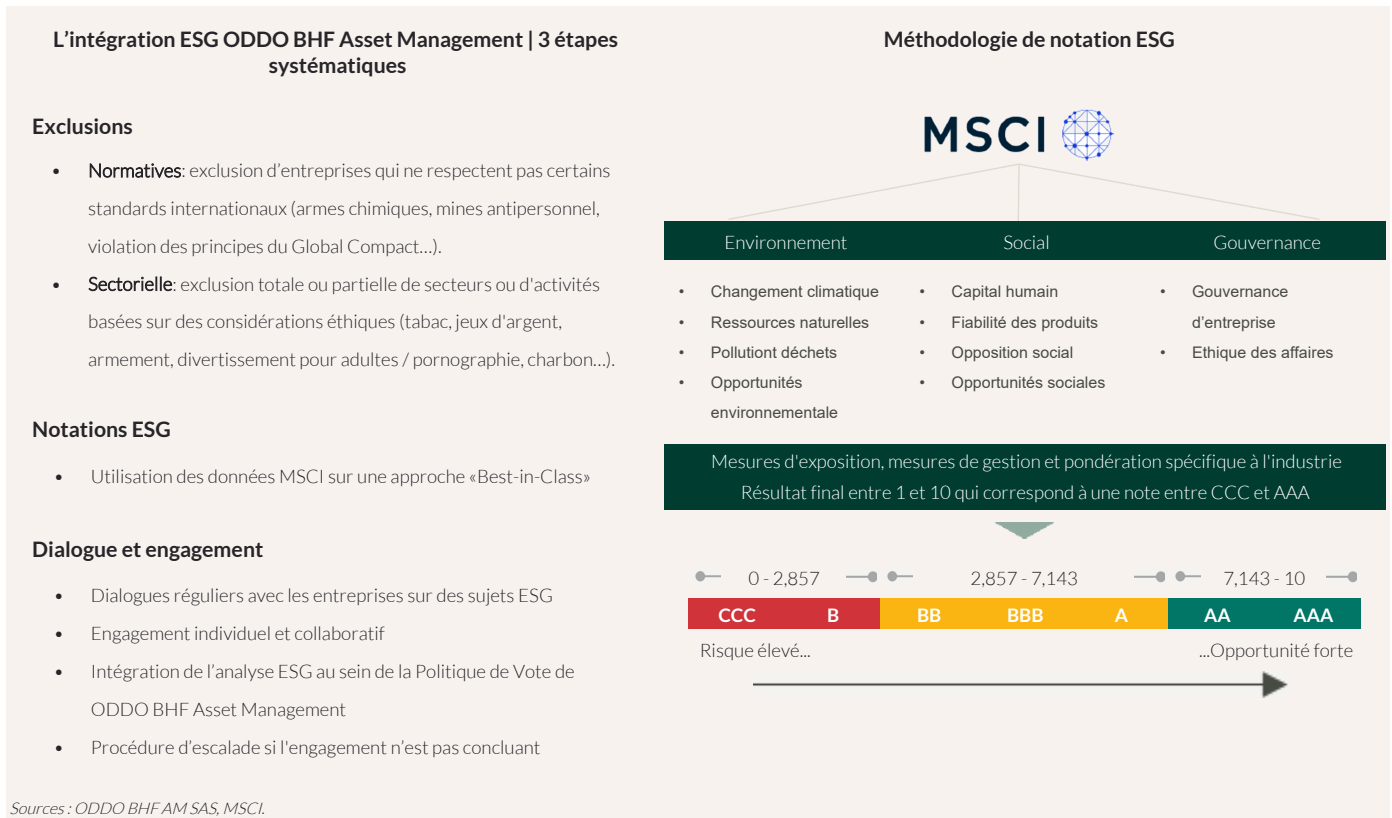 L’intégration ESG ODDO BHF Asset Management | 3 étapes
systématiques
Exclusions
• Normatives: exclusion d’entreprises qui ne respectent pas certains
standards internationaux (armes chimiques, mines antipersonnel,
violation des principes du Global Compact…).
• Sectorielle: exclusion totale ou partielle de secteurs ou d'activités
basées sur des considérations éthiques (tabac, jeux d'argent,
armement, divertissement pour adultes / pornographie, charbon…).
Notations ESG
• Utilisation des données MSCI sur une approche «Best-in-Class»
Dialogue et engagement
• Dialogues réguliers avec les entreprises sur des sujets ESG
• Engagement individuel et collaboratif
• Intégration de l’analyse ESG au sein de la Politique de Vote de
ODDO BHF Asset Management
• Procédure d’escalade si l'engagement n’est pas concluant
Méthodologie de notation ESG
MSCI
Environnement
• Changement climatique
• Ressources naturelles
• Pollutiont déchets
• Opportunités
environnementale
Social
• Capital humain
• Fiabilité des produits
• Opposition social
• Opportunités sociales
Gouvernance
• Gouvernance
d’entreprise
• Ethique des affaires
Mesures d'exposition, mesures de gestion et pondération spécifique à l'industrie
Résultat final entre 1 et 10 qui correspond à une note entre CCC et AAA
0 - 2,857 2,857 - 7,143 7,143 - 10
CCC B BB BBB A AA AAA
Risque élevé… …Opportunité forte
Sources : ODDO BHF AM SAS, MSCI.